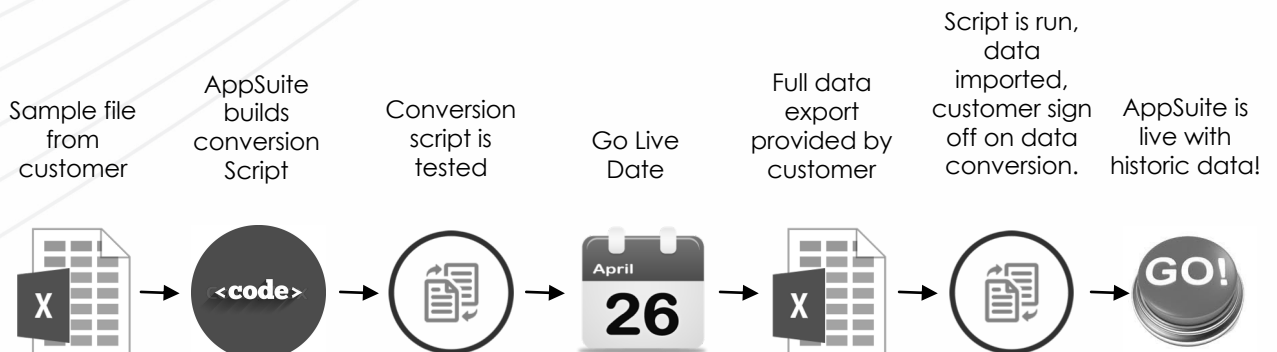 Sample file
from
customer
AppSuite
builds
conversion
Script
Conversion
script is
tested
Go Live
Date
Full data
export
provided by
customer
Script is run,
data
imported,
customer sign
off on data
conversion.
AppSuite is
live with
historic data!
X
<code>
April
26
X
GO!